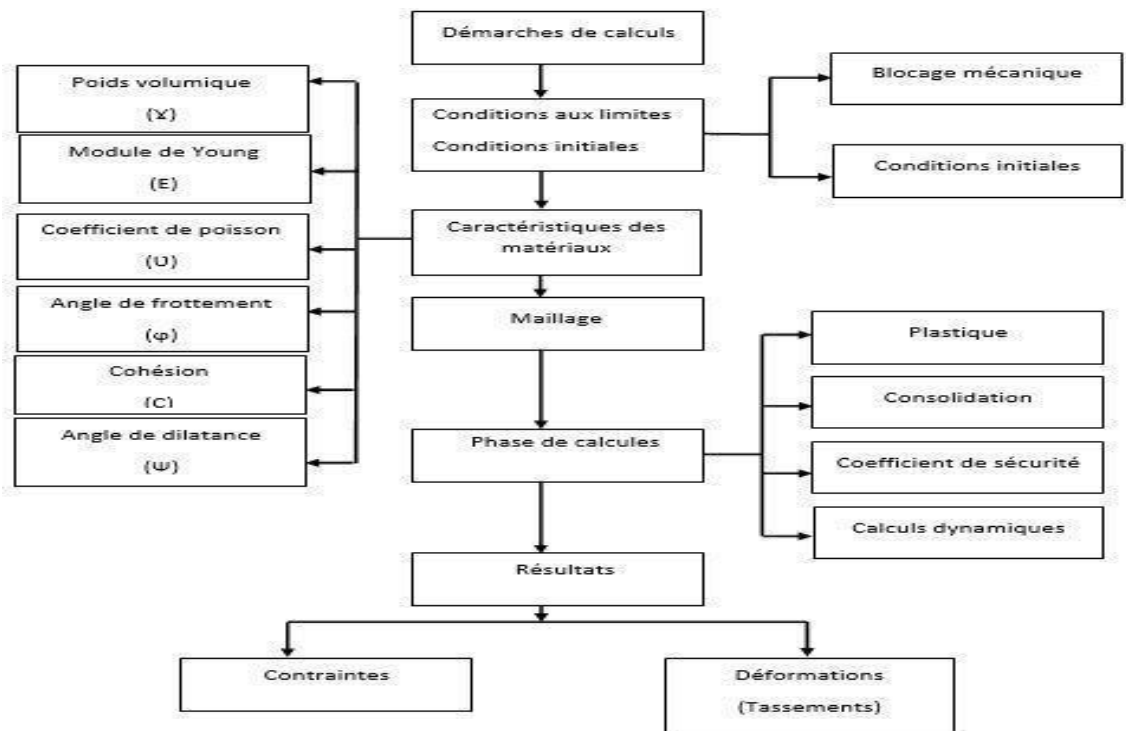 Démarches de calculs
Poids volumique
(γ)
Blocage mécanique
Conditions aux limites
Conditions initiales
Module de Young
(E)
Conditions initiales
Coefficient de poisson
(υ)
Caractéristiques des
matériaux
Angle de frottement
(φ)
Maillage
Plastique
Cohésion
(C)
Consolidation
Angle de dilatance
(ψ)
Phase de calcules
Coefficient de sécurité
Calculs dynamiques
Résultats
Contraintes
Déformations
(Tassements)